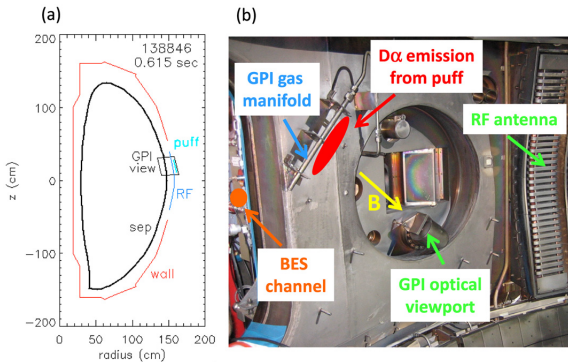 (a)
138846
0.615 sec
200
100
0
−100
−200
z (cm)
puff
GPI
view
RF
sep
wall
0 50 100 150 200
radius (cm)
(b)
Dα emission
from puff
GPI gas
manifold
RF antenna
B
BES
channel
GPI optical
viewport